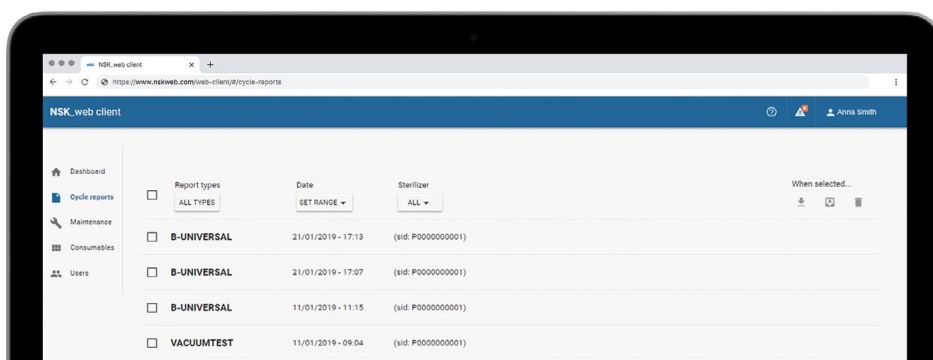 NSK NSK_web client × +
https://www.nskweb.com/web-client/#/cycle-reports
NSK_web client Anna Smith
Dashboard
Cycle reports
Maintenance
Consumables
Users
Report types Date Sterilizer When selected...
ALL TYPES SET RANGE ALL
B-UNIVERSAL 21/01/2019 - 17:13 (sid: P0000000001)
B-UNIVERSAL 21/01/2019 - 17:07 (sid: P0000000001)
B-UNIVERSAL 11/01/2019 - 11:15 (sid: P0000000001)
VACUUMTEST 11/01/2019 - 09:04 (sid: P0000000001)